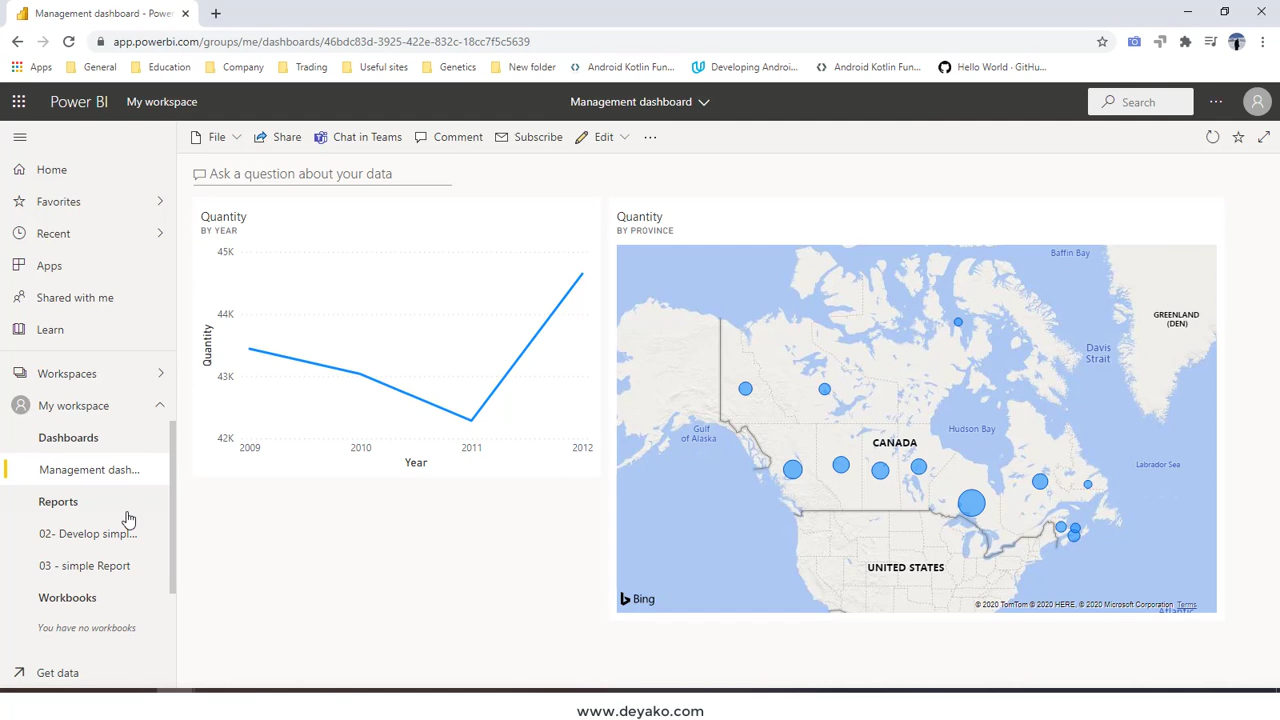 Management dashboard - Powe
app.powerbi.com/groups/me/dashboards/46bdc83d-3925-422e-832c-18cc7f5c5639
Apps General Education Company Trading Useful sites Genetics New folder Android Kotlin Fun... Developing Androi... Android Kotlin Fun... Hello World · GitHu...
Power BI My workspace Management dashboard Search
File Share Chat in Teams Comment Subscribe Edit
Home
Favorites
Recent
Apps
Shared with me
Learn
Workspaces
My workspace
Dashboards
Management dash...
Reports
02- Develop simpl...
03 - simple Report
Workbooks
You have no workbooks
Get data
Ask a question about your data
Quantity
BY YEAR
45K
44K
43K
42K
Quantity
2009 2010 2011 2012
Year
Quantity
BY PROVINCE
Baffin Bay
GREENLAND
(DEN)
Davis
Strait
Gulf
of Alaska
Hudson Bay
CANADA
Labrador Sea
UNITED STATES
Bing
© 2020 TomTom © 2020 HERE, © 2020 Microsoft Corporation Terms
Atlantic
www.deyako.com